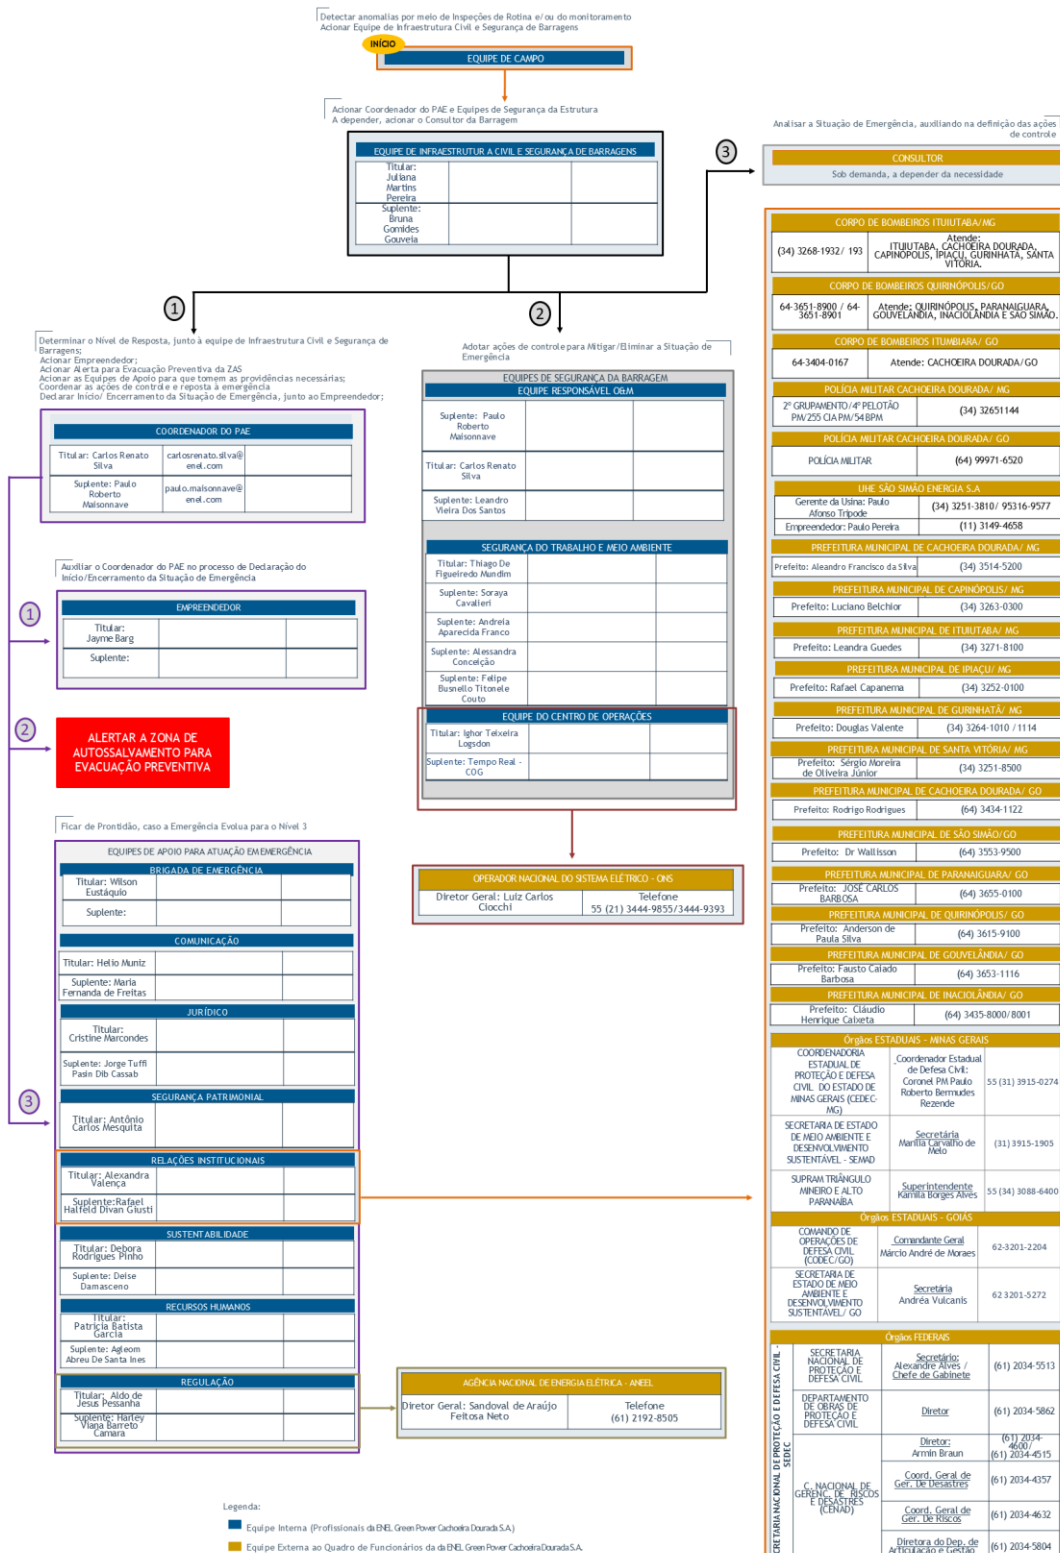 Detectar anomalias por meio de Inspeções de Rotina e/ou do monitoramento
Acionar Equipe de Infraestrutura Civil e Segurança de Barragens
INÍCIO
EQUIPE DE CAMPO
Acionar Coordenador do PAE e Equipes de Segurança da Estrutura
A depender, acionar o Consultor da Barragem
EQUIPE DE INFRAESTRUTUR A CIVIL E SEGURANÇA DE BARRAGENS
Titular:
Juliana
Martins
Pereira
Suplente:
Bruna
Gomides
Gouveia
3
Analisar a Situação de Emergência, auxiliando na definição das ações
de controle
CONSULTOR
Sob demanda, a depender da necessidade
1
Determinar o Nível de Resposta, junto à equipe de Infraestrutura Civil e Segurança de
Barragens;
Acionar Empreendedor;
Acionar Alerta para Evacuação Preventiva da ZAS
Acionar as Equipes de Apoio para que tomem as providências necessárias;
Coordenar as ações de controle e resposta à emergência
Declarar Início/ Encerramento da Situação de Emergência, junto ao Empreendedor;
COORDENADOR DO PAE
Titular: Carlos Renato
Silva
carlosrenato.silva@
enel.com
Suplente: Paulo
Roberto
Maisonnave
paulo.maisonnave@
enel.com
1
Auxiliar o Coordenador do PAE no processo de Declaração do
Início/Encerramento da Situação de Emergência
EMPREENDEDOR
Titular:
Jayme Barg
Suplente:
2
ALERTAR A ZONA DE
AUTOSSALVAMENTO PARA
EVACUAÇÃO PREVENTIVA
3
Ficar de Prontidão, caso a Emergência Evolua para o Nível 3
EQUIPES DE APOIO PARA ATUAÇÃO EM EMERGÊNCIA
BRIGADA DE EMERGÊNCIA
Titular: Wilson
Eustáquio
Suplente:
COMUNICAÇÃO
Titular: Helio Muniz
Suplente: Maria
Fernanda de Freitas
JURÍDICO
Titular:
Cristine Marcondes
Suplente: Jorge Tuffi
Pasin Dib Cassab
SEGURANÇA PATRIMONIAL
Titular: Antônio
Carlos Mesquita
RELAÇÕES INSTITUCIONAIS
Titular: Alexandra
Valença
Suplente:Rafael
Halfeld Divan Giusti
SUSTENTABILIDADE
Titular: Debora
Rodrigues Pinho
Suplente: Deise
Damasceno
RECURSOS HUMANOS
Titular:
Patricia Batista
Garcia
Suplente: Agleom
Abreu De Santa Ines
REGULAÇÃO
Titular: Aldo de
Jesus Pessanha
Suplente: Harley
Viana Barreto
Camara
2
Adotar ações de controle para Mitigar/Eliminar a Situação de
Emergência
EQUIPES DE SEGURANÇA DA BARRAGEM
EQUIPE RESPONSÁVEL O&M
Suplente: Paulo
Roberto
Maisonnave
Titular: Carlos Renato
Silva
Suplente: Leandro
Vieira Dos Santos
SEGURANÇA DO TRABALHO E MEIO AMBIENTE
Titular: Thiago De
Figueiredo Mundim
Suplente: Soraya
Cavalieri
Suplente: Andreia
Aparecida Franco
Suplente: Alessandra
Conceição
Suplente: Felipe
Busnello Titonele
Couto
EQUIPE DO CENTRO DE OPERAÇÕES
Titular: Ighor Teixeira
Logsdon
Suplente: Tempo Real -
COG
OPERADOR NACIONAL DO SISTEMA ELÉTRICO - ONS
Diretor Geral: Luiz Carlos
Ciocchi
Telefone
55 (21) 3444-9855/3444-9393
AGÊNCIA NACIONAL DE ENERGIA ELÉTRICA - ANEEL
Diretor Geral: Sandoval de Araújo
Feitosa Neto
Telefone
(61) 2192-8505
CORPO DE BOMBEIROS ITUIUTABA/MG
(34) 3268-1932/ 193
Atende:
ITUIUTABA, CACHOEIRA DOURADA,
CAPINÓPOLIS, IPIAÇU, GURINHATÃ, SANTA
VITÓRIA.
CORPO DE BOMBEIROS QUIRINÓPOLIS/GO
64-3651-8900 / 64-
3651-8901
Atende: QUIRINÓPOLIS, PARANAIGUARA,
GOUVELÂNDIA, INACIOLÂNDIA E SÃO SIMÃO.
CORPO DE BOMBEIROS ITUMBIARA/ GO
64-3404-0167
Atende: CACHOEIRA DOURADA/GO
POLÍCIA MILITAR CACHOEIRA DOURADA/ MG
2º GRUPAMENTO/4º PELOTÃO
PM/255 CIA PM/54BPM
(34) 32651144
POLÍCIA MILITAR CACHOEIRA DOURADA/ GO
POLÍCIA MILITAR
(64) 99971-6520
UHE SÃO SIMÃO ENERGIA S.A
Gerente da Usina: Paulo
Afonso Tripode
(34) 3251-3810/ 95316-9577
Empreendedor: Paulo Pereira
(11) 3149-4658
PREFEITURA MUNICIPAL DE CACHOEIRA DOURADA/ MG
Prefeito: Aleandro Francisco da Silva
(34) 3514-5200
PREFEITURA MUNICIPAL DE CAPINÓPOLIS/ MG
Prefeito: Luciano Belchior
(34) 3263-0300
PREFEITURA MUNICIPAL DE ITUIUTABA/ MG
Prefeito: Leandra Guedes
(34) 3271-8100
PREFEITURA MUNICIPAL DE IPIAÇU/ MG
Prefeito: Rafael Capanema
(34) 3252-0100
PREFEITURA MUNICIPAL DE GURINHATÃ/ MG
Prefeito: Douglas Valente
(34) 3264-1010 /1114
PREFEITURA MUNICIPAL DE SANTA VITÓRIA/ MG
Prefeito: Sérgio Moreira
de Oliveira Júnior
(34) 3251-8500
PREFEITURA MUNICIPAL DE CACHOEIRA DOURADA/ GO
Prefeito: Rodrigo Rodrigues
(64) 3434-1122
PREFEITURA MUNICIPAL DE SÃO SIMÃO/GO
Prefeito: Dr Wallisson
(64) 3553-9500
PREFEITURA MUNICIPAL DE PARANAIGUARA/ GO
Prefeito: JOSÉ CARLOS
BARBOSA
(64) 3655-0100
PREFEITURA MUNICIPAL DE QUIRINÓPOLIS/ GO
Prefeito: Anderson de
Paula Silva
(64) 3615-9100
PREFEITURA MUNICIPAL DE GOUVELÂNDIA/ GO
Prefeito: Fausto Caiado
Barbosa
(64) 3653-1116
PREFEITURA MUNICIPAL DE INACIOLÂNDIA/ GO
Prefeito: Cláudio
Henrique Caixeta
(64) 3435-8000/8001
Órgãos ESTADUAIS - MINAS GERAIS
COORDENADORIA
ESTADUAL DE
PROTEÇÃO E DEFESA
CIVIL DO ESTADO DE
MINAS GERAIS (CEDEC-
MG)
Coordenador Estadual
de Defesa Civil:
Coronel PM Paulo
Roberto Bermudes
Rezende
55 (31) 3915-0274
SECRETARIA DE ESTADO
DE MEIO AMBIENTE E
DESENVOLVIMENTO
SUSTENTÁVEL - SEMAD
Secretária
Marília Carvalho de
Melo
(31) 3915-1905
SUPRAM TRIÂNGULO
MINEIRO E ALTO
PARANAÍBA
Superintendente
Kamila Borges Alves
55 (34) 3088-6400
Órgãos ESTADUAIS - GOIÁS
COMANDO DE
OPERAÇÕES DE
DEFESA CIVIL
(CODEC/GO)
Comandante Geral
Márcio André de Moraes
62-3201-2204
SECRETARIA DE
ESTADO DE MEIO
AMBIENTE E
DESENVOLVIMENTO
SUSTENTÁVEL/ GO
Secretária
Andréa Vulcanis
62 3201-5272
Órgãos FEDERAIS
CRETARIA NACIONAL DE PROTEÇÃO E DEFESA CIVIL -
SEDEC
SECRETARIA
NACIONAL DE
PROTEÇÃO E
DEFESA CIVIL
Secretário:
Alexandre Alves /
Chefe de Gabinete
(61) 2034-5513
DEPARTAMENTO
DE OBRAS DE
PROTEÇÃO E
DEFESA CIVIL
Diretor
(61) 2034-5862
C. NACIONAL DE
GERENC. DE RISCOS
E DESASTRES
(CENAD)
Diretor:
Armin Braun
(61) 2034-
4600/
(61) 2034-4515
Coord. Geral de
Ger. De Desastres
(61) 2034-4357
Coord. Geral de
Ger. De Riscos
(61) 2034-4632
Diretora do Dep. de
Articulação e Gestão
(61) 2034-5804
Legenda:
Equipe Interna (Profissionais da ENEL Green Power Cachoeira Dourada S.A.)
Equipe Externa ao Quadro de Funcionários da da ENEL Green Power Cachoeira Dourada S.A.